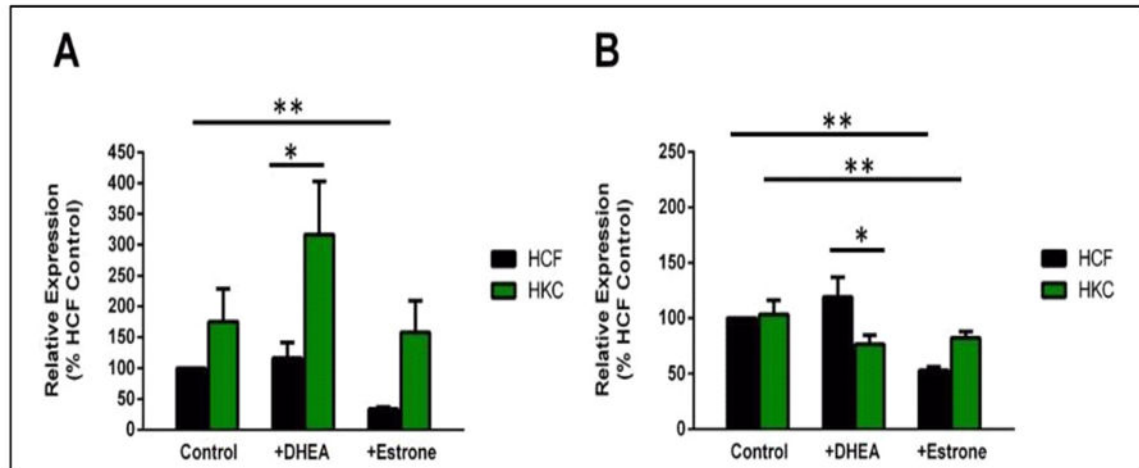 A
**
*
450
400
350
300
250
200
150
100
50
0
Relative Expression
(% HCF Control)
Control
+DHEA
+Estrone
HCF
HKC
B
**
**
*
250
200
150
100
50
0
Relative Expression
(% HCF Control)
Control
+DHEA
+Estrone
HCF
HKC